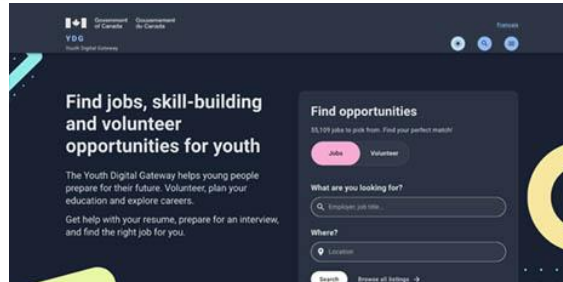 Government of Canada
Gouvernement du Canada
YDG
Youth Digital Gateway
Français
Find jobs, skill-building
and volunteer
opportunities for youth
The Youth Digital Gateway helps young people
prepare for their future. Volunteer, plan your
education and explore careers.
Get help with your resume, prepare for an interview,
and find the right job for you.
Find opportunities
55,109 jobs to pick from. Find your perfect match!
Jobs
Volunteer
What are you looking for?
Employer, job title...
Where?
Location
Search
Browse all listings →